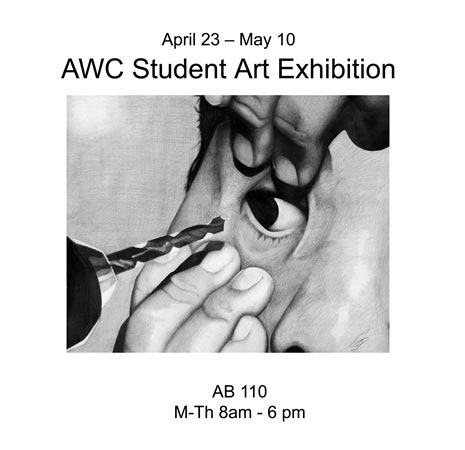 April 23 – May 10
AWC Student Art Exhibition
AB 110
M-Th 8am - 6 pm